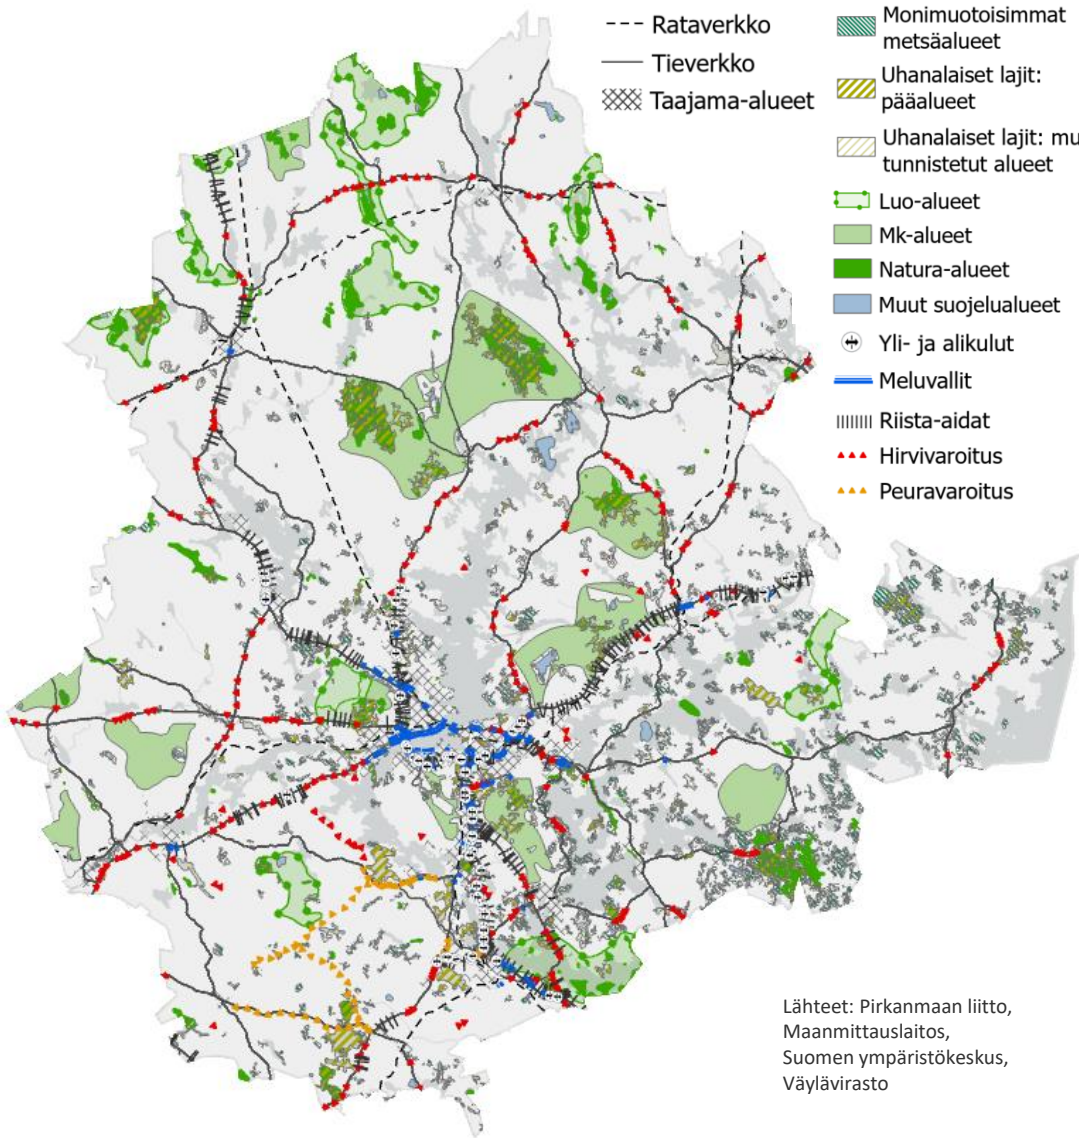 Rataverkko
Tieverkko
Taajama-alueet
Monimuotoisimmat
metsäalueet
Uhanalaiset lajit:
pääalueet
Uhanalaiset lajit: mu
tunnistetut alueet
Luo-alueet
Mk-alueet
Natura-alueet
Muut suojelualueet
Yli- ja alikulut
Meluvallit
Riista-aidat
Hirvivaroitus
Peuravaroitus
Lähteet: Pirkanmaan liitto,
Maanmittauslaitos,
Suomen ympäristökeskus,
Väylävirasto